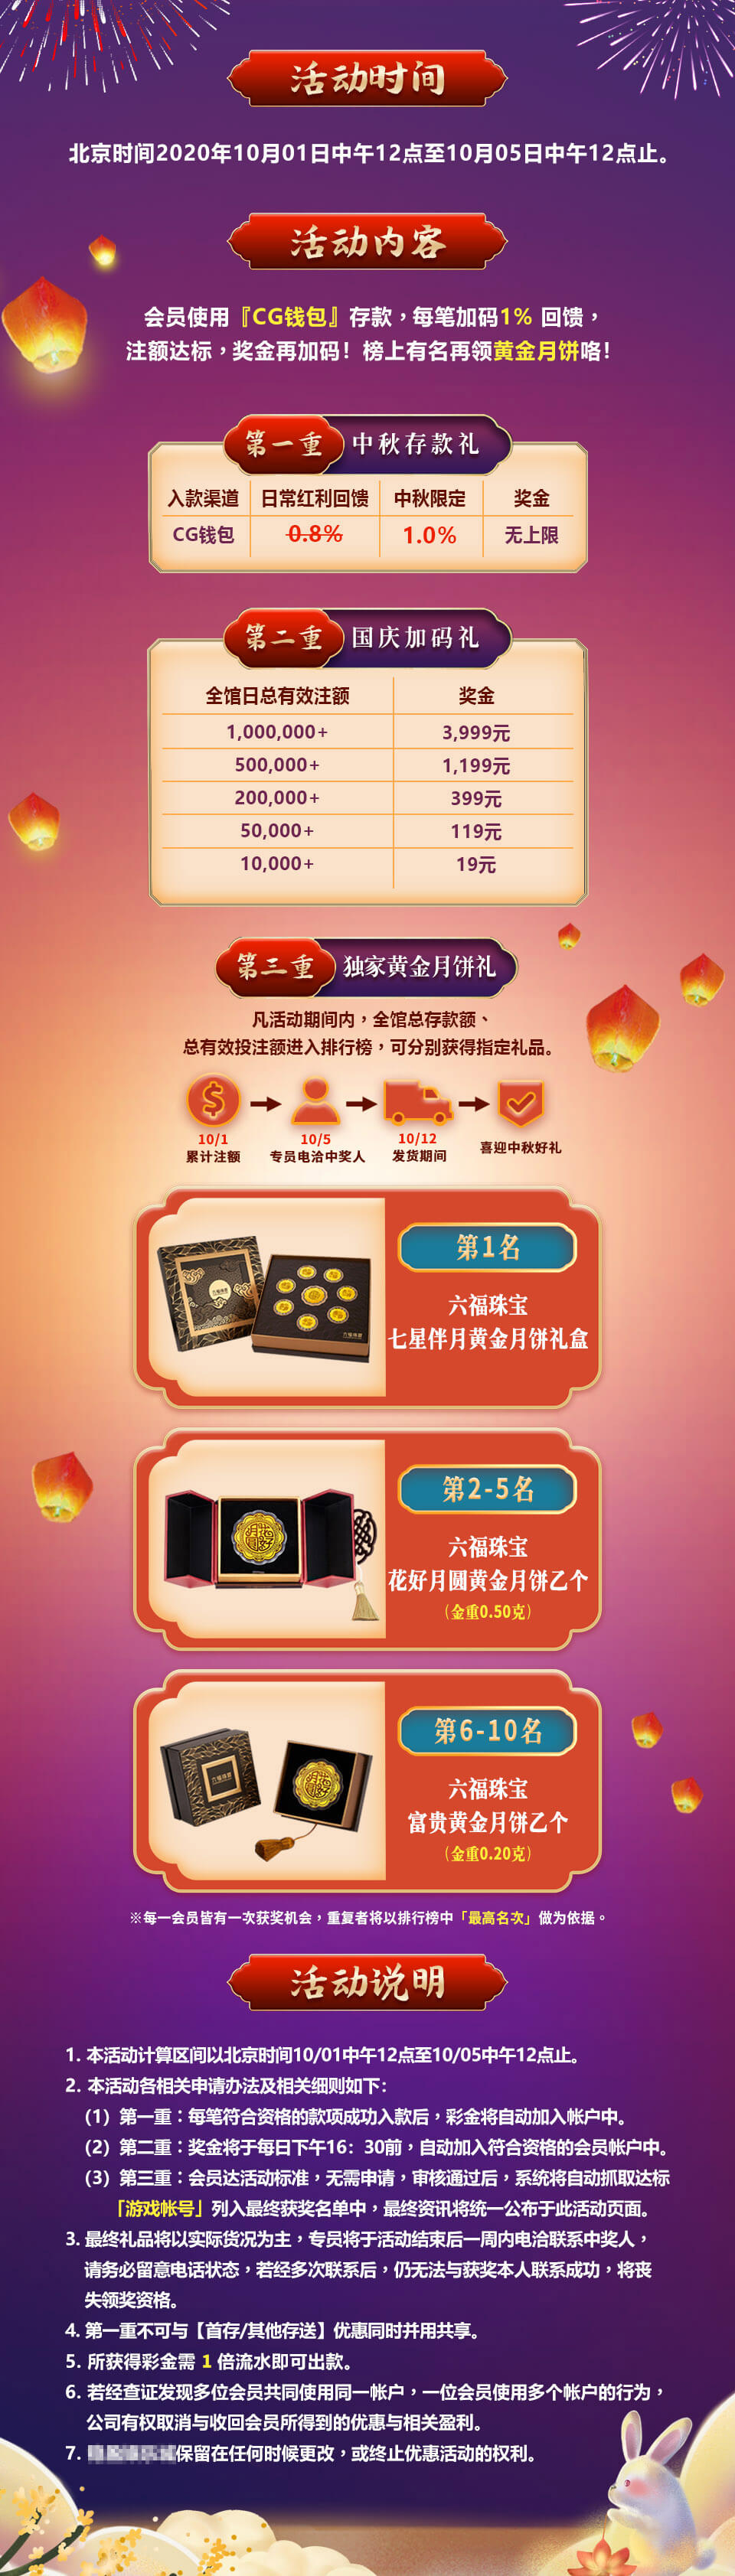 活动时间
北京时间2020年10月01日中午12点至10月05日中午12点止。
活动内容
会员使用『CG钱包』存款，每笔加码1% 回馈，
注额达标，奖金再加码！榜上有名再领黄金月饼咯！
第一重 中秋存款礼
入款渠道 日常红利回馈 中秋限定 奖金
CG钱包 0.8% 1.0% 无上限
第二重 国庆加码礼
全馆日总有效注额 奖金
1,000,000+ 3,999元
500,000+ 1,199元
200,000+ 399元
50,000+ 119元
10,000+ 19元
第三重 独家黄金月饼礼
凡活动期间内，全馆总存款额、
总有效投注额进入排行榜，可分别获得指定礼品。
10/1 10/5 10/12
累计注额 专员电洽中奖人 发货期间 喜迎中秋好礼
第1名
六福珠宝
七星伴月黄金月饼礼盒
第2-5名
六福珠宝
花好月圆黄金月饼乙个
（金重0.50克）
第6-10名
六福珠宝
富贵黄金月饼乙个
（金重0.20克）
※每一会员皆有一次获奖机会，重复者将以排行榜中「最高名次」做为依据。
活动说明
1. 本活动计算区间以北京时间10/01中午12点至10/05中午12点止。
2. 本活动各相关申请办法及相关细则如下：
(1) 第一重：每笔符合资格的款项成功入款后，彩金将自动加入帐户中。
(2) 第二重：奖金将于每日下午16：30前，自动加入符合资格的会员帐户中。
(3) 第三重：会员达活动标准，无需申请，审核通过后，系统将自动抓取达标
「游戏帐号」列入最终获奖名单中，最终资讯将统一公布于此活动页面。
3. 最终礼品将以实际货况为主，专员将于活动结束后一周内电洽联系中奖人，
请务必留意电话状态，若经多次联系后，仍无法与获奖本人联系成功，将丧
失领奖资格。
4. 第一重不可与【首存/其他存送】优惠同时并用共享。
5. 所获得彩金需 1 倍流水即可出款。
6. 若经查证发现多位会员共同使用同一帐户，一位会员使用多个帐户的行为，
公司有权取消与收回会员所得到的优惠与相关盈利。
7. 保留在任何时候更改，或终止优惠活动的权利。